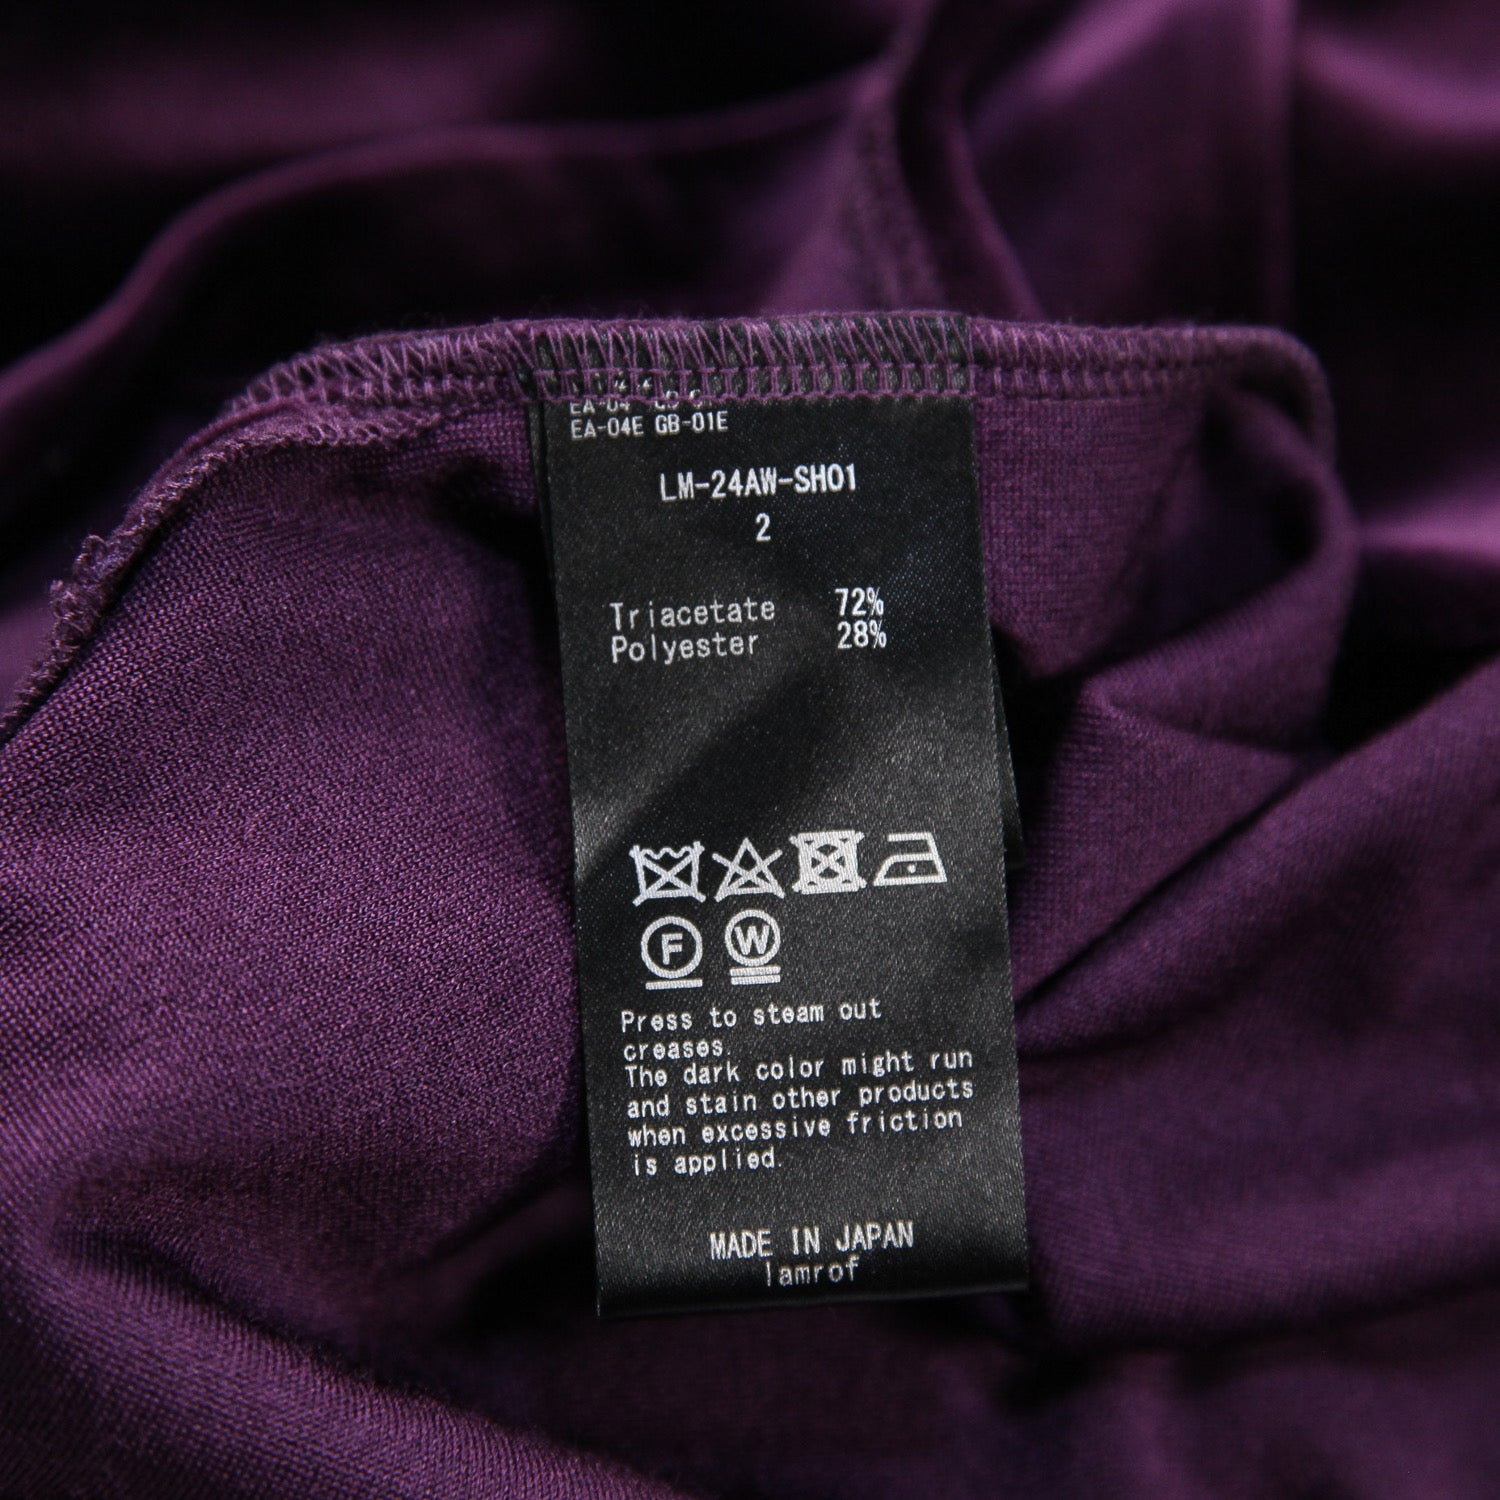 EA-04E GB-01E
LM-24AW-SH01
2
Triacetate 72%
Polyester 28%
F W
Press to steam out
creases.
The dark color might run
and stain other products
when excessive friction
is applied.
MADE IN JAPAN
lamrof